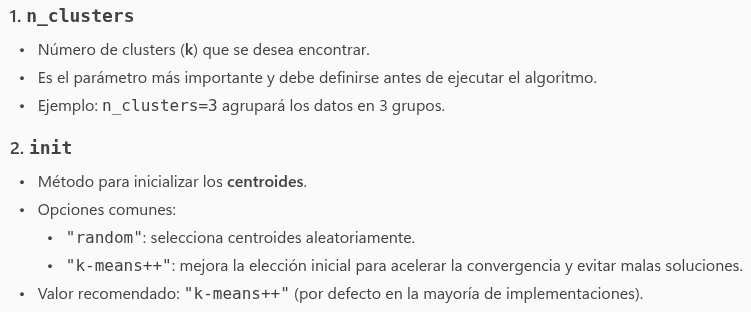 1. n_clusters
• Número de clusters (k) que se desea encontrar.
• Es el parámetro más importante y debe definirse antes de ejecutar el algoritmo.
• Ejemplo: n_clusters=3 agrupará los datos en 3 grupos.
2. init
• Método para inicializar los centroides.
• Opciones comunes:
• "random": selecciona centroides aleatoriamente.
• "k-means++": mejora la elección inicial para acelerar la convergencia y evitar malas soluciones.
• Valor recomendado: "k-means++" (por defecto en la mayoría de implementaciones).